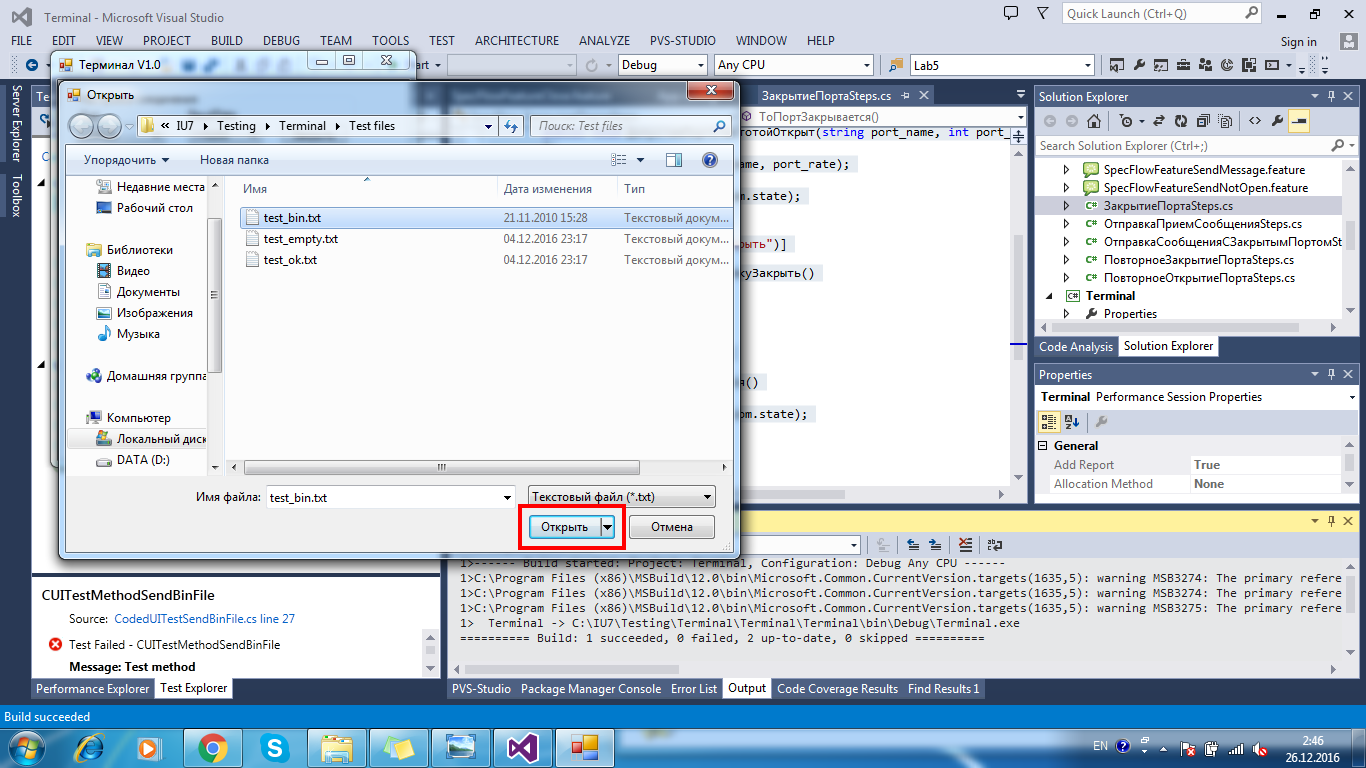 Terminal - Microsoft Visual Studio
Quick Launch (Ctrl+Q)
FILE EDIT VIEW PROJECT BUILD DEBUG TEAM TOOLS TEST ARCHITECTURE ANALYZE PVS-STUDIO WINDOW HELP
Sign in
Терминал V1.0
Debug
Any CPU
Lab5
Server Explorer
Toolbox
Открыть
« IU7 Testing Terminal Test files
Поиск: Test files
Упорядочить
Новая папка
Недавние места
Рабочий стол
Библиотеки
Видео
Документы
Изображения
Музыка
Домашняя группа
Компьютер
Локальный диск
DATA (D:)
Имя Дата изменения Тип
test_bin.txt 21.11.2010 15:28 Текстовый докум...
test_empty.txt 04.12.2016 23:17 Текстовый докум...
test_ok.txt 04.12.2016 23:17 Текстовый докум...
Имя файла: test_bin.txt
Текстовый файл (*.txt)
Открыть
Отмена
ЗакрытиеПортаSteps.cs
ТоПортЗакрывается()
(string port_name, int port_
me, port_rate);
m.state);
рыть")]
куЗакрыть()
я()
om.state);
Solution Explorer
Search Solution Explorer (Ctrl+;)
SpecFlowFeatureSendMessage.feature
SpecFlowFeatureSendNotOpen.feature
ЗакрытиеПортаSteps.cs
ОтправкаПриемСообщенияSteps.cs
ОтправкаСообщенияСЗакрытымПортомSt
ПовторноеЗакрытиеПортаSteps.cs
ПовторноеОткрытиеПортаSteps.cs
Terminal
Properties
Code Analysis Solution Explorer
Properties
Terminal Performance Session Properties
General
Add Report True
Allocation Method None
1>------ Build started: Project: Terminal, Configuration: Debug Any CPU ------
1>C:\Program Files (x86)\MSBuild\12.0\bin\Microsoft.Common.CurrentVersion.targets(1635,5): warning MSB3274: The primary refere
1>C:\Program Files (x86)\MSBuild\12.0\bin\Microsoft.Common.CurrentVersion.targets(1635,5): warning MSB3274: The primary refere
1>C:\Program Files (x86)\MSBuild\12.0\bin\Microsoft.Common.CurrentVersion.targets(1635,5): warning MSB3275: The primary refere
1>  Terminal -> C:\IU7\Testing\Terminal\Terminal\Terminal\bin\Debug\Terminal.exe
========== Build: 1 succeeded, 0 failed, 2 up-to-date, 0 skipped ==========
CUITestMethodSendBinFile
Source: CodedUITestSendBinFile.cs line 27
Test Failed - CUITestMethodSendBinFile
Message: Test method
Performance Explorer Test Explorer
PVS-Studio Package Manager Console Error List Output Code Coverage Results Find Results 1
Build succeeded
EN
2:46
26.12.2016